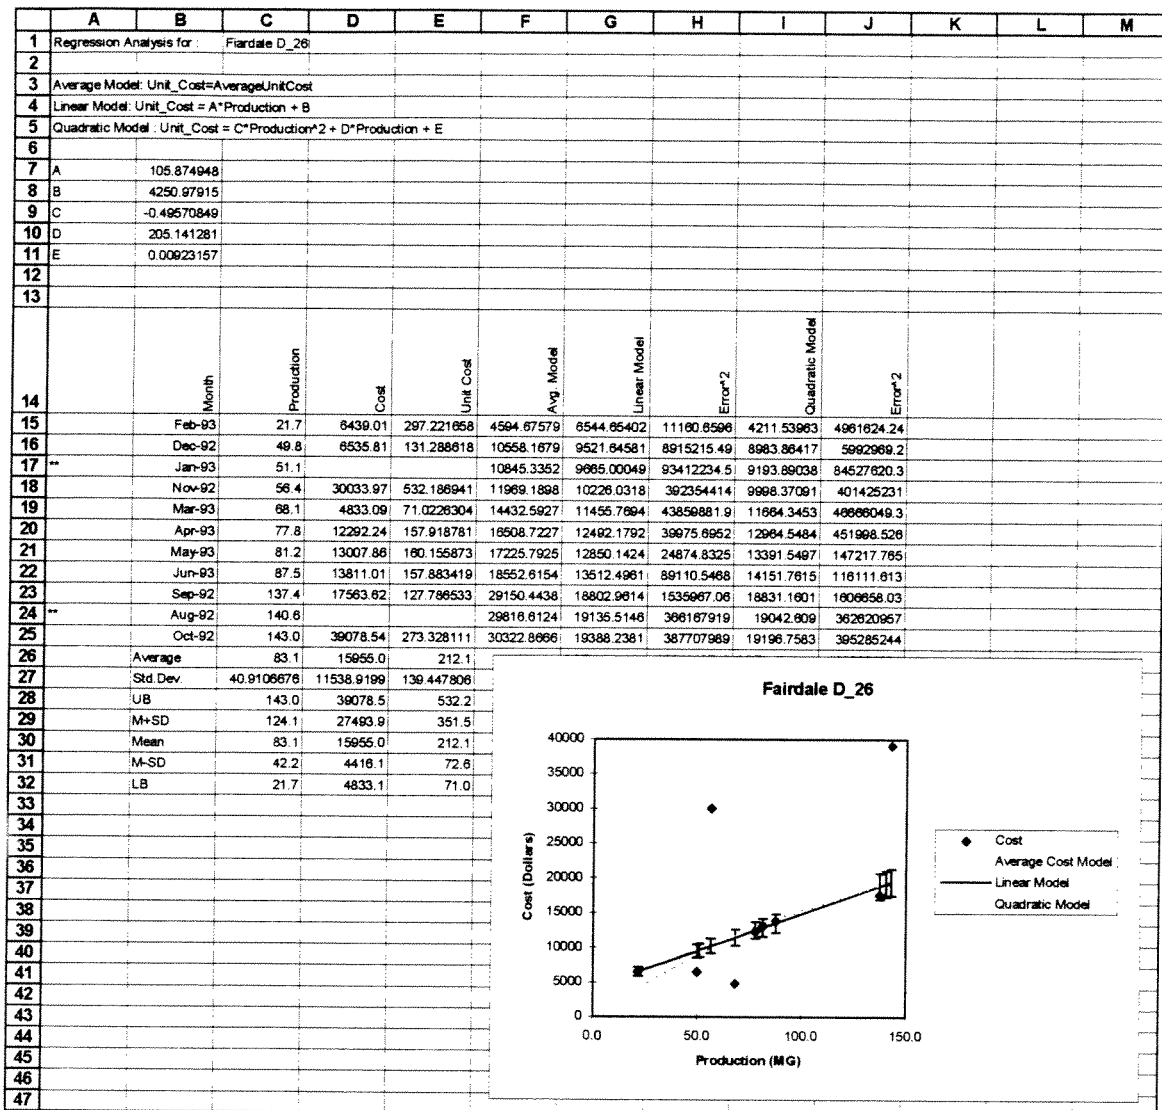 A B C D E F G H I J K L M
1 Regression Analysis for : Fiardale D_26
2
3 Average Model: Unit_Cost=AverageUnitCost
4 Linear Model: Unit_Cost = A*Production + B
5 Quadratic Model : Unit_Cost = C*Production^2 + D*Production + E
6
7 A 105.874948
8 B 4250.97915
9 C -0.49570849
10 D 205.141281
11 E 0.00923157
12
13
14 Month Production Cost Unit Cost Avg. Model Linear Model Error^2 Quadratic Model Error^2
15 Feb-93 21.7 6439.01 297.221658 4594.67579 6544.65402 11160.6596 4211.53963 4961624.24
16 Dec-92 49.8 6535.81 131.288618 10558.1679 9521.64581 8915215.49 8983.86417 5992969.2
17 ** Jan-93 51.1 10845.3352 9665.00049 93412234.5 9193.89038 84527620.3
18 Nov-92 56.4 30033.97 532.186941 11969.1898 10226.0318 392354414 9998.37091 401425231
19 Mar-93 68.1 4833.09 71.0226304 14432.5927 11455.7694 43859881.9 11664.3453 46666049.3
20 Apr-93 77.8 12292.24 157.918781 16508.7227 12492.1792 39975.6952 12964.5484 451998.526
21 May-93 81.2 13007.86 160.155873 17225.7925 12850.1424 24874.8325 13391.5497 147217.765
22 Jun-93 87.5 13811.01 157.883419 18552.6154 13512.4961 89110.5468 14151.7615 116111.613
23 Sep-92 137.4 17563.62 127.786533 29150.4438 18802.9614 1535967.06 18831.1601 1606658.03
24 ** Aug-92 140.6 29816.6124 19135.5146 366167919 19042.609 362620957
25 Oct-92 143.0 39078.54 273.328111 30322.8666 19388.2381 387707989 19196.7583 395285244
26 Average 83.1 15955.0 212.1
27 Std.Dev. 40.9106676 11538.9199 139.447806
28 UB 143.0 39078.5 532.2
29 M+SD 124.1 27493.9 351.5
30 Mean 83.1 15955.0 212.1
31 M-SD 42.2 4416.1 72.6
32 LB 21.7 4833.1 71.0
33
34
35
36
37
38
39
40
41
42
43
44
45
46
47
Fairdale D_26
Cost (Dollars)
40000
35000
30000
25000
20000
15000
10000
5000
0
0.0 50.0 100.0 150.0
Production (MG)
Cost
Average Cost Model
Linear Model
Quadratic Model